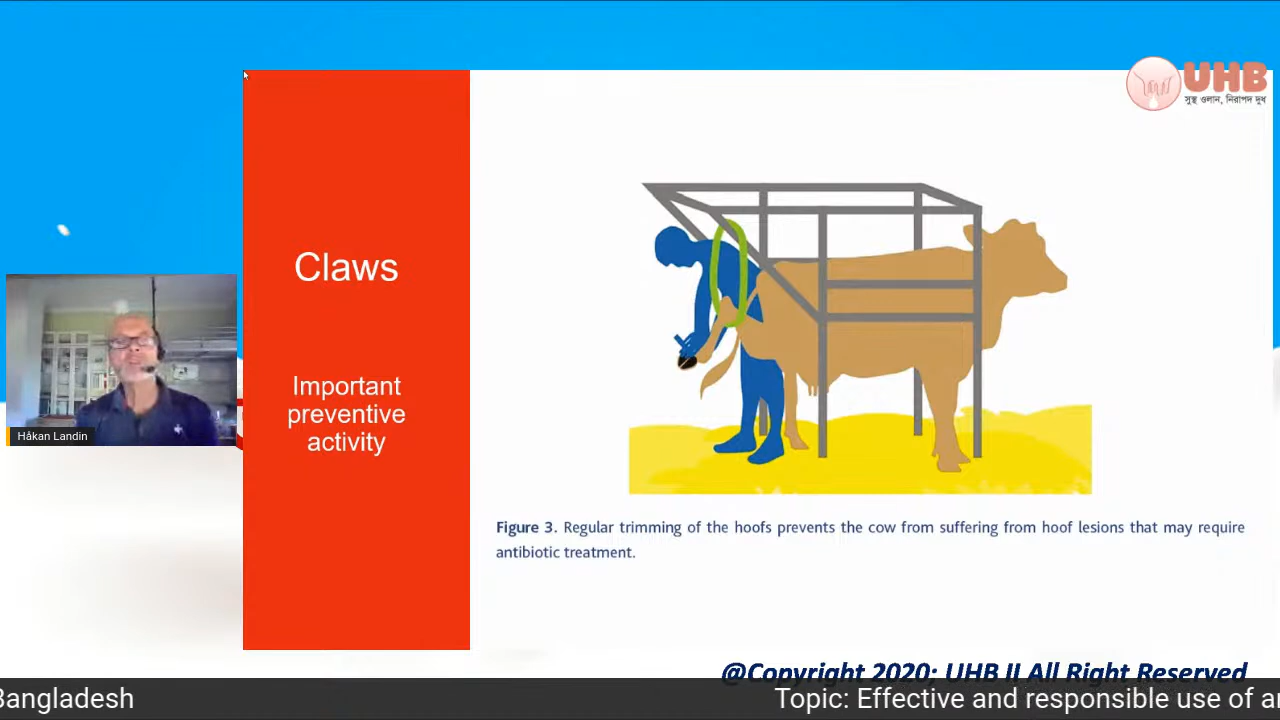 UHB
সুস্থ ওলান, নিরাপদ দুধ
Claws
Important
preventive
activity
Håkan Landin
Figure 3. Regular trimming of the hoofs prevents the cow from suffering from hoof lesions that may require
antibiotic treatment.
@Copyright 2020; UHB II All Right Reserved
Bangladesh
Topic: Effective and responsible use of